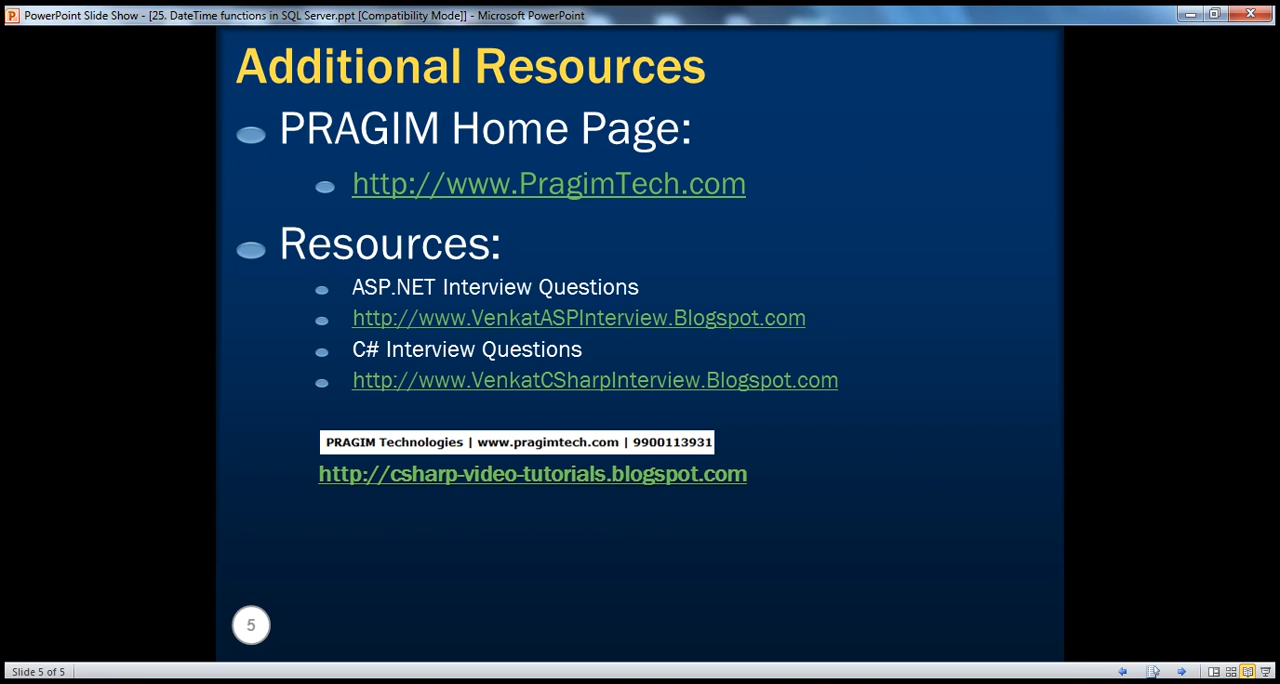 PowerPoint Slide Show - [25. DateTime functions in SQL Server.ppt [Compatibility Mode]] - Microsoft PowerPoint
Additional Resources
PRAGIM Home Page:
http://www.PragimTech.com
Resources:
ASP.NET Interview Questions
http://www.VenkatASPInterview.Blogspot.com
C# Interview Questions
http://www.VenkatCSharpInterview.Blogspot.com
PRAGIM Technologies | www.pragimtech.com | 9900113931
http://csharp-video-tutorials.blogspot.com
5
Slide 5 of 5